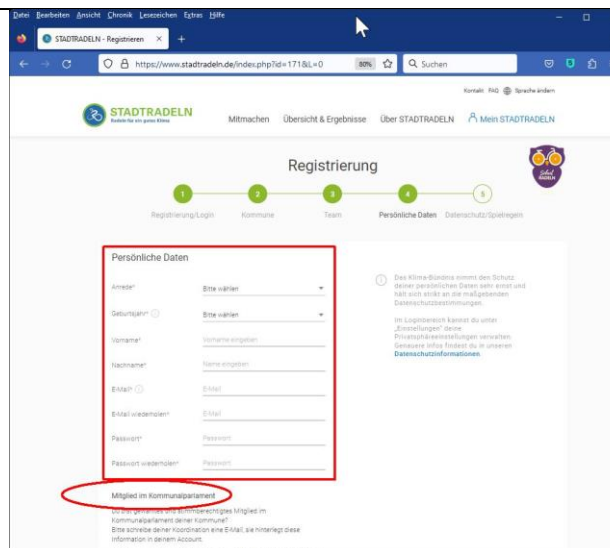 Datei Bearbeiten Ansicht Chronik Lesezeichen Extras Hilfe
STADTRADELN - Registrieren
https://www.stadtradeln.de/index.php?id=171&L=0
80%
Suchen
Kontakt FAQ Sprache ändern
STADTRADELN
Radeln für ein gutes Klima
Mitmachen
Übersicht & Ergebnisse
Über STADTRADELN
Mein STADTRADELN
Registrierung
1
2
3
4
5
Registrierung/Login
Kommune
Team
Persönliche Daten
Datenschutz/Spielregeln
Persönliche Daten
Anrede*
Bitte wählen
Geburtsjahr*
Bitte wählen
Vorname*
Vorname eingeben
Nachname*
Name eingeben
E-Mail*
E-Mail
E-Mail wiederholen*
E-Mail
Passwort*
Passwort
Passwort wiederholen*
Passwort
Das Klima-Bündnis nimmt den Schutz
deiner persönlichen Daten sehr ernst und
hält sich strikt an die maßgebenden
Datenschutzbestimmungen.
Im Loginbereich kannst du unter
„Einstellungen“ deine
Privatsphäreeinstellungen verwalten.
Genauere Infos findest du in unseren
Datenschutzinformationen.
Mitglied im Kommunalparlament
stimmberechtigtes Mitglied im
Kommunalparlament deiner Kommune?
Bitte schreibe deiner Koordination eine E-Mail, sie hinterlegt diese
Information in deinem Account.